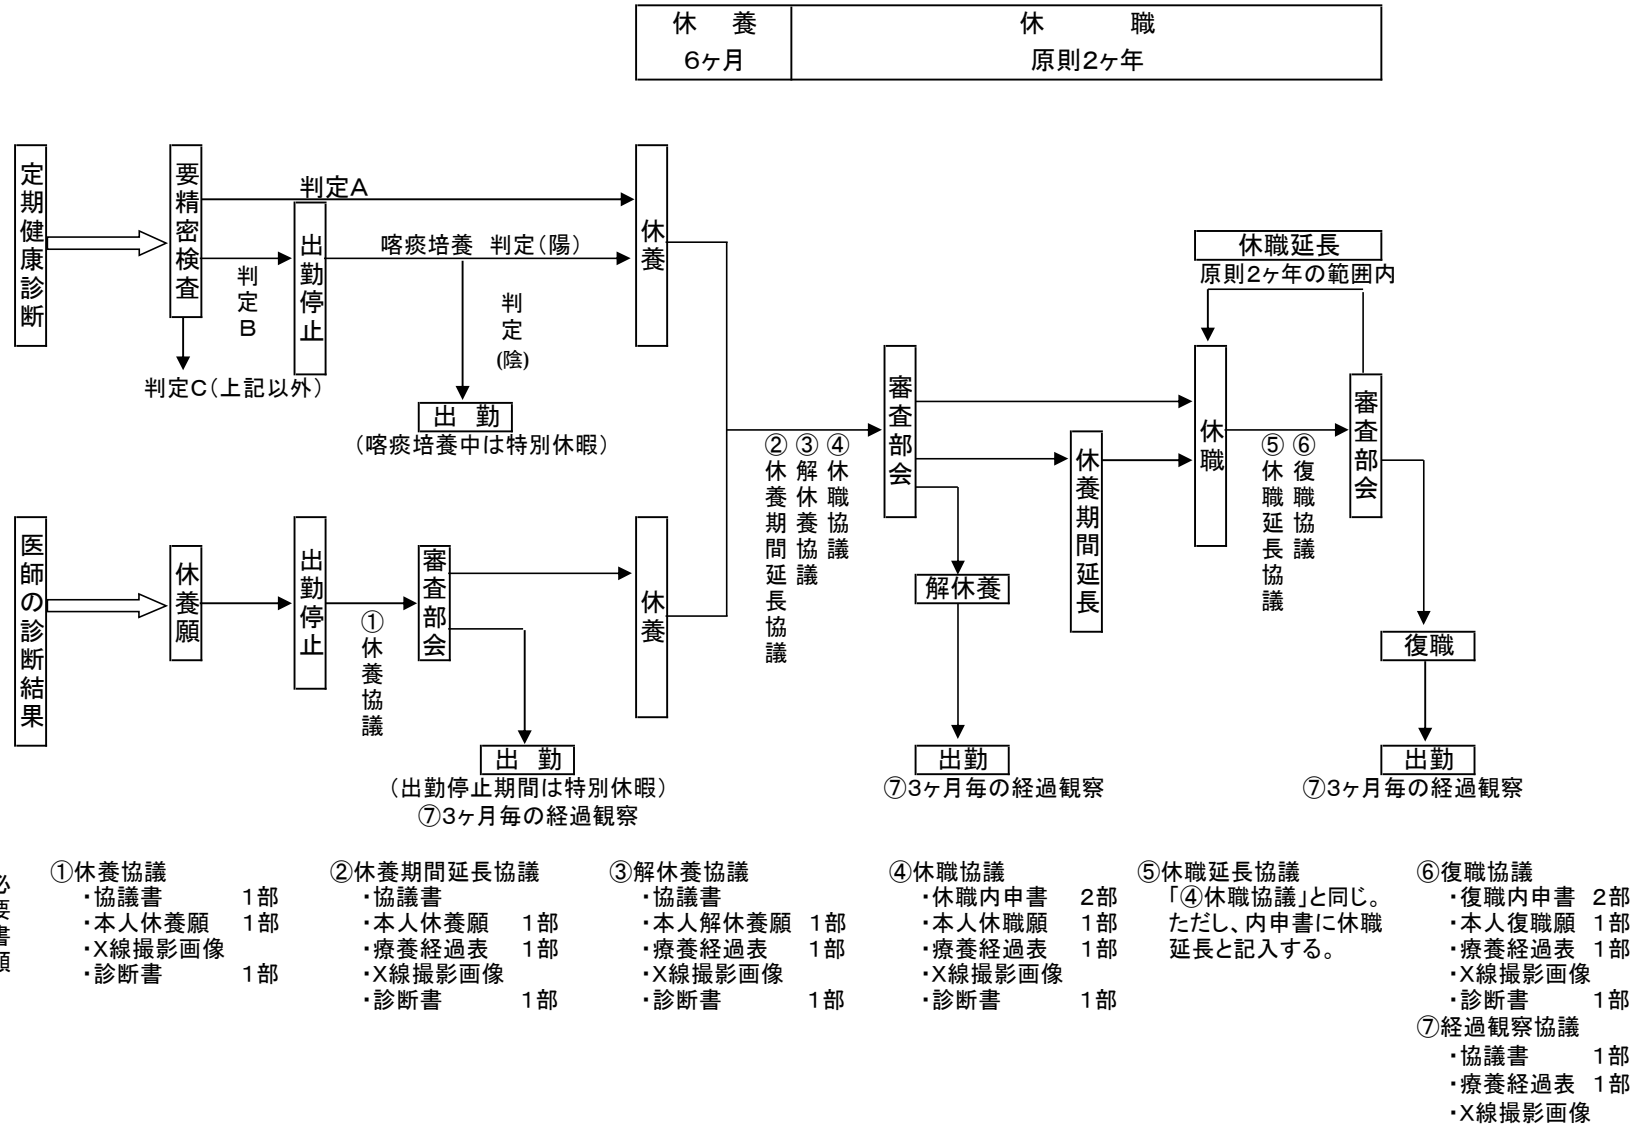 休　養
休　　　職
6ヶ月
原則2ヶ年
定期健康診断
要精密検査
判定A
判定B
出勤停止
喀痰培養　判定(陽)
判定(陰)
休養
判定C(上記以外)
出　勤
(喀痰培養中は特別休暇)
医師の診断結果
休養願
出勤停止
①休養協議
審査部会
休養
出　勤
(出勤停止期間は特別休暇)
⑦3ヶ月毎の経過観察
②休養期間延長協議
③解休養協議
④休職協議
審査部会
解休養
出勤
⑦3ヶ月毎の経過観察
休養期間延長
休職延長
原則2ヶ年の範囲内
休職
⑤休職延長協議
⑥復職協議
審査部会
復職
出勤
⑦3ヶ月毎の経過観察
必要書類
①休養協議
・協議書　1部
・本人休養願　1部
・X線撮影画像
・診断書　1部
②休養期間延長協議
・協議書
・本人休養願　1部
・療養経過表　1部
・X線撮影画像
・診断書　1部
③解休養協議
・協議書
・本人解休養願　1部
・療養経過表　1部
・X線撮影画像
・診断書　1部
④休職協議
・休職内申書　2部
・本人休職願　1部
・療養経過表　1部
・X線撮影画像
・診断書　1部
⑤休職延長協議
「④休職協議」と同じ。
ただし、内申書に休職
延長と記入する。
⑥復職協議
・復職内申書　2部
・本人復職願　1部
・療養経過表　1部
・X線撮影画像
・診断書　1部
⑦経過観察協議
・協議書　1部
・療養経過表　1部
・X線撮影画像